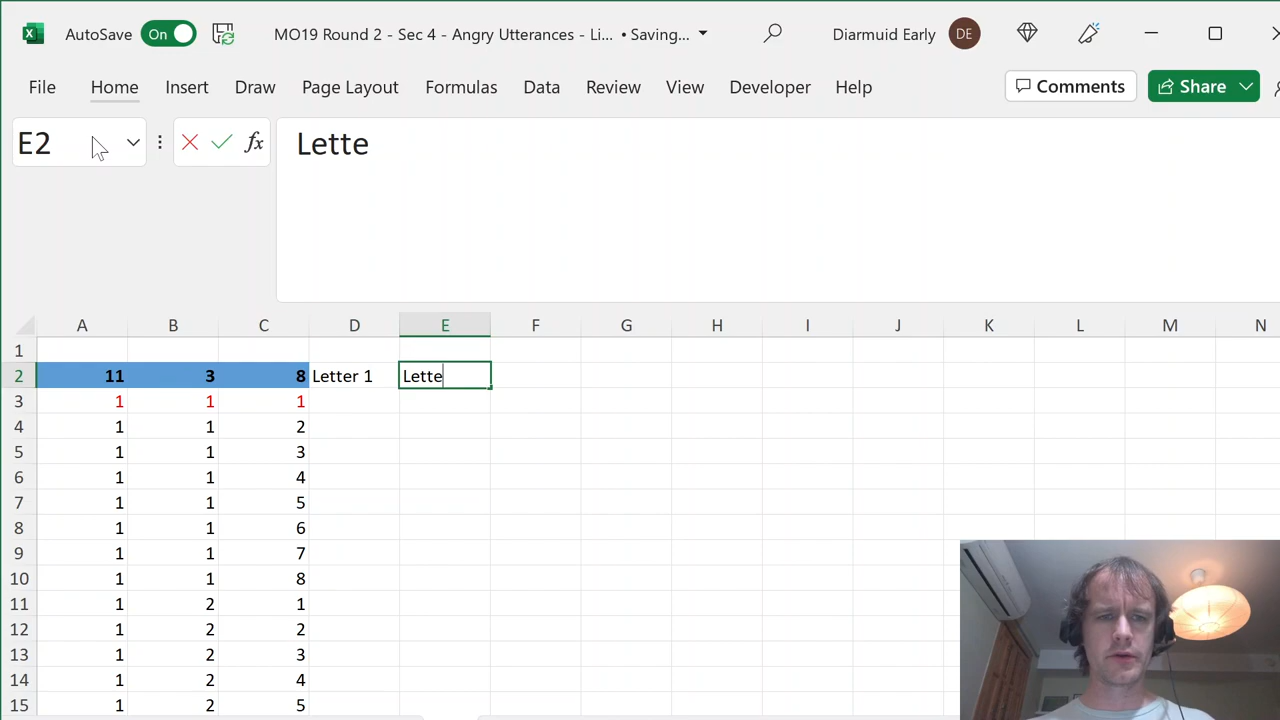 AutoSave On MO19 Round 2 - Sec 4 - Angry Utterances - Li... • Saving... Diarmuid Early DE
File Home Insert Draw Page Layout Formulas Data Review View Developer Help Comments Share
E2 fx Lette
A B C D E F G H I J K L M N
1
2 11 3 8 Letter 1 Lette
3 1 1 1
4 1 1 2
5 1 1 3
6 1 1 4
7 1 1 5
8 1 1 6
9 1 1 7
10 1 1 8
11 1 2 1
12 1 2 2
13 1 2 3
14 1 2 4
15 1 2 5